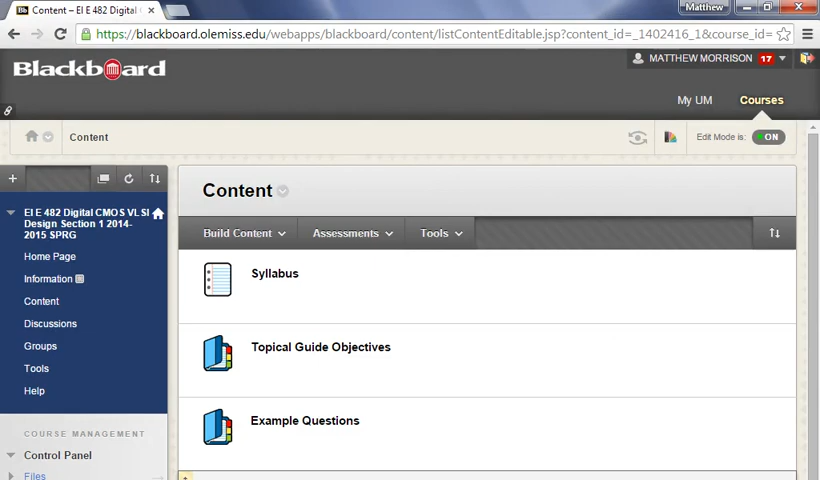 Content – El E 482 Digital
Matthew
https://blackboard.olemiss.edu/webapps/blackboard/content/listContentEditable.jsp?content_id=_1402416_1&course_id=
Blackboard
MATTHEW MORRISON 17
My UM Courses
Content
Edit Mode is: ON
El E 482 Digital CMOS VLSI
Design Section 1 2014-
2015 SPRG
Home Page
Information
Content
Discussions
Groups
Tools
Help
COURSE MANAGEMENT
Control Panel
Files
Content
Build Content Assessments Tools
Syllabus
Topical Guide Objectives
Example Questions